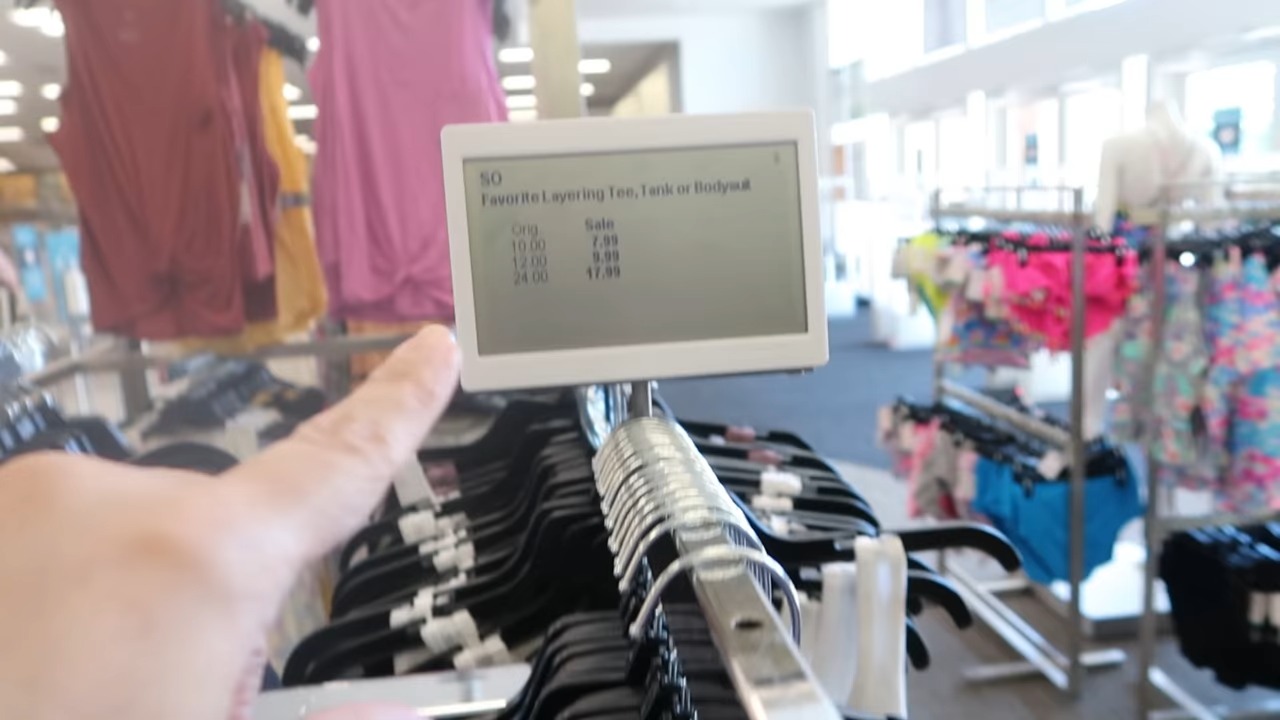 SO
Favorite Layering Tee, Tank or Bodysuit
Orig. Sale
10.00 7.99
12.00 9.99
24.00 17.99